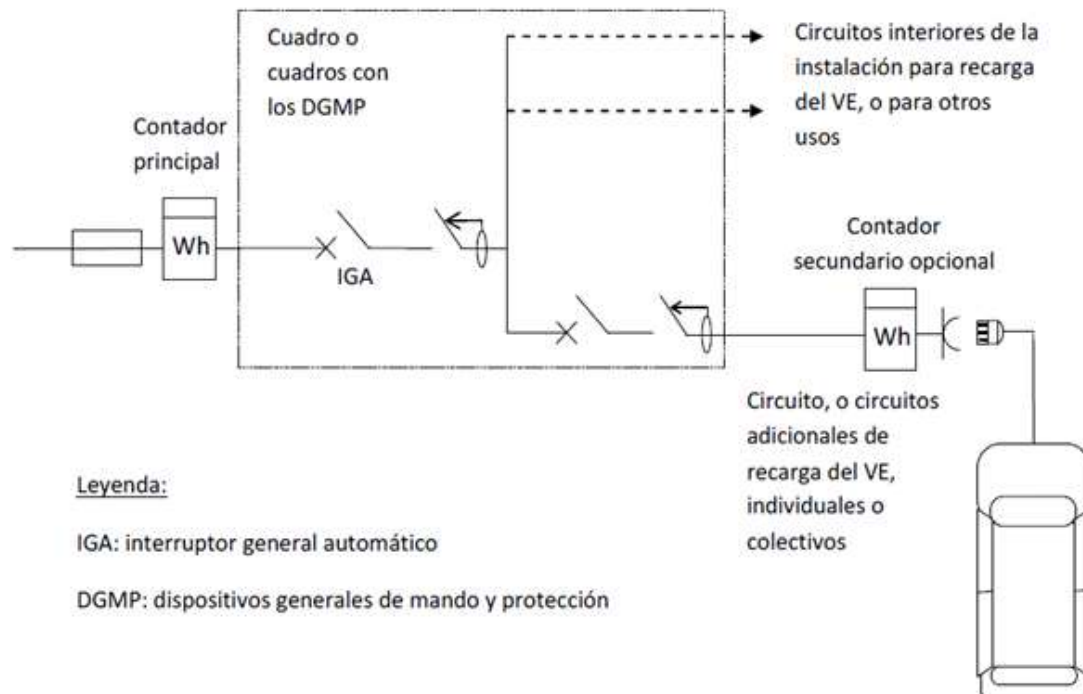 Cuadro o
cuadros con
los DGMP
Circuitos interiores de la
instalación para recarga
del VE, o para otros
usos
Contador
principal
Wh
IGA
Contador
secundario opcional
Wh
Circuito, o circuitos
adicionales de
recarga del VE,
individuales o
colectivos
Leyenda:
IGA: interruptor general automático
DGMP: dispositivos generales de mando y protección